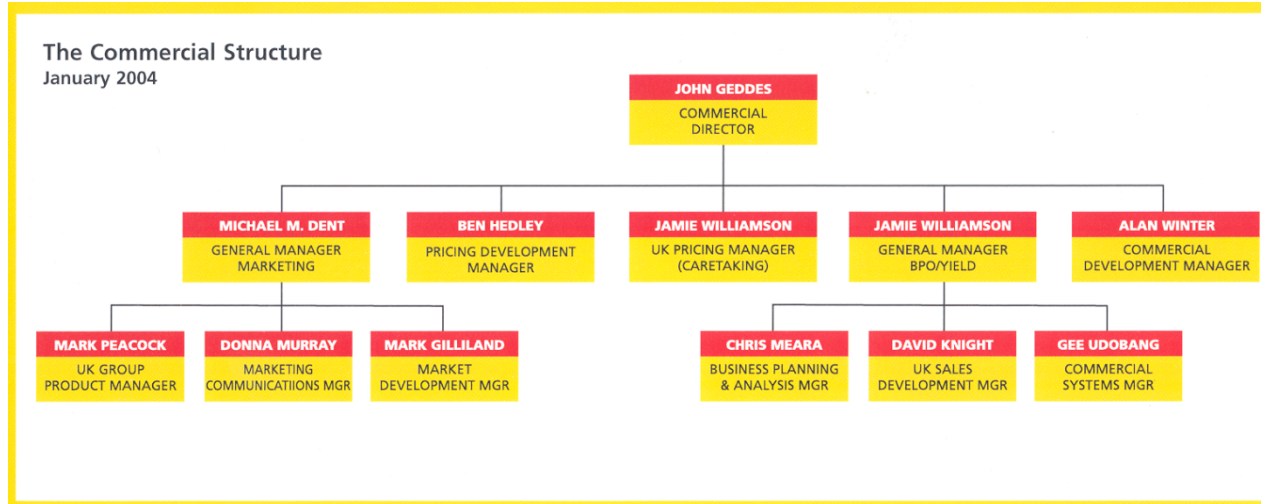 The Commercial Structure
January 2004
JOHN GEDDES
COMMERCIAL
DIRECTOR
MICHAEL M. DENT
GENERAL MANAGER
MARKETING
BEN HEDLEY
PRICING DEVELOPMENT
MANAGER
JAMIE WILLIAMSON
UK PRICING MANAGER
(CARETAKING)
JAMIE WILLIAMSON
GENERAL MANAGER
BPO/YIELD
ALAN WINTER
COMMERCIAL
DEVELOPMENT MANAGER
MARK PEACOCK
UK GROUP
PRODUCT MANAGER
DONNA MURRAY
MARKETING
COMMUNICATIIONS MGR
MARK GILLILAND
MARKET
DEVELOPMENT MGR
CHRIS MEARA
BUSINESS PLANNING
& ANALYSIS MGR
DAVID KNIGHT
UK SALES
DEVELOPMENT MGR
GEE UDOBANG
COMMERCIAL
SYSTEMS MGR